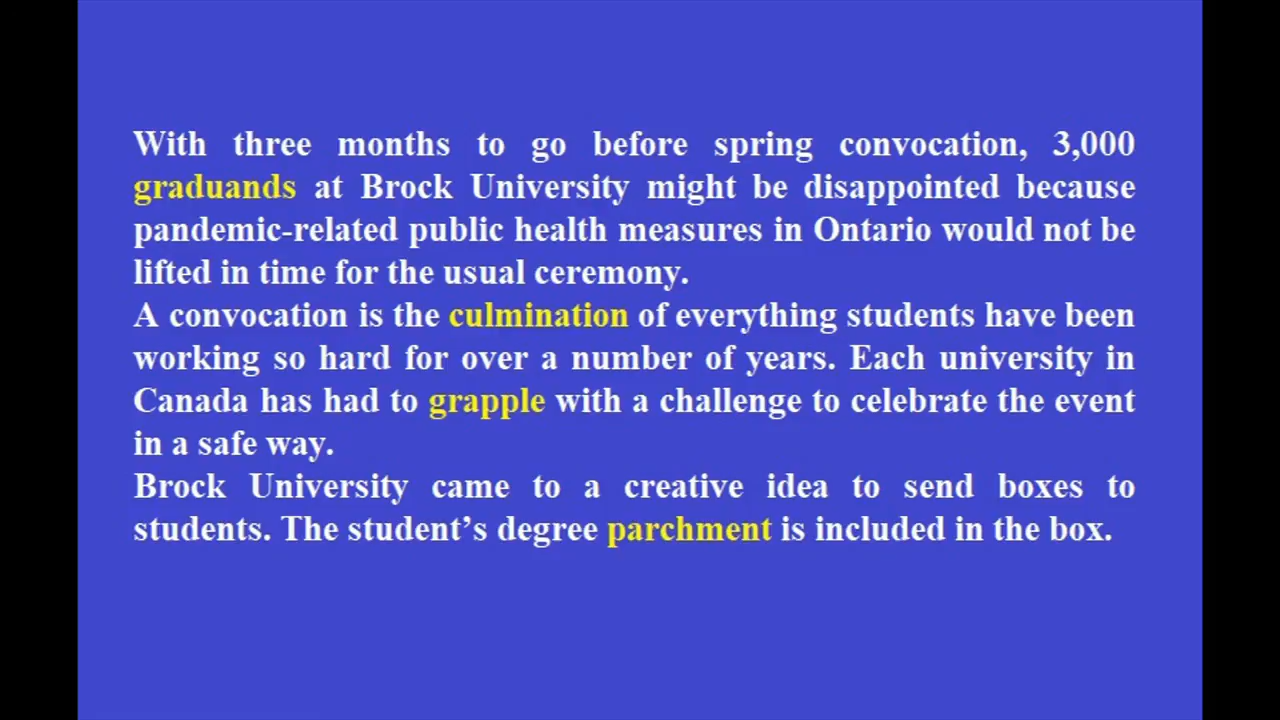 With three months to go before spring convocation, 3,000
graduands at Brock University might be disappointed because
pandemic-related public health measures in Ontario would not be
lifted in time for the usual ceremony.
A convocation is the culmination of everything students have been
working so hard for over a number of years. Each university in
Canada has had to grapple with a challenge to celebrate the event
in a safe way.
Brock University came to a creative idea to send boxes to
students. The student’s degree parchment is included in the box.